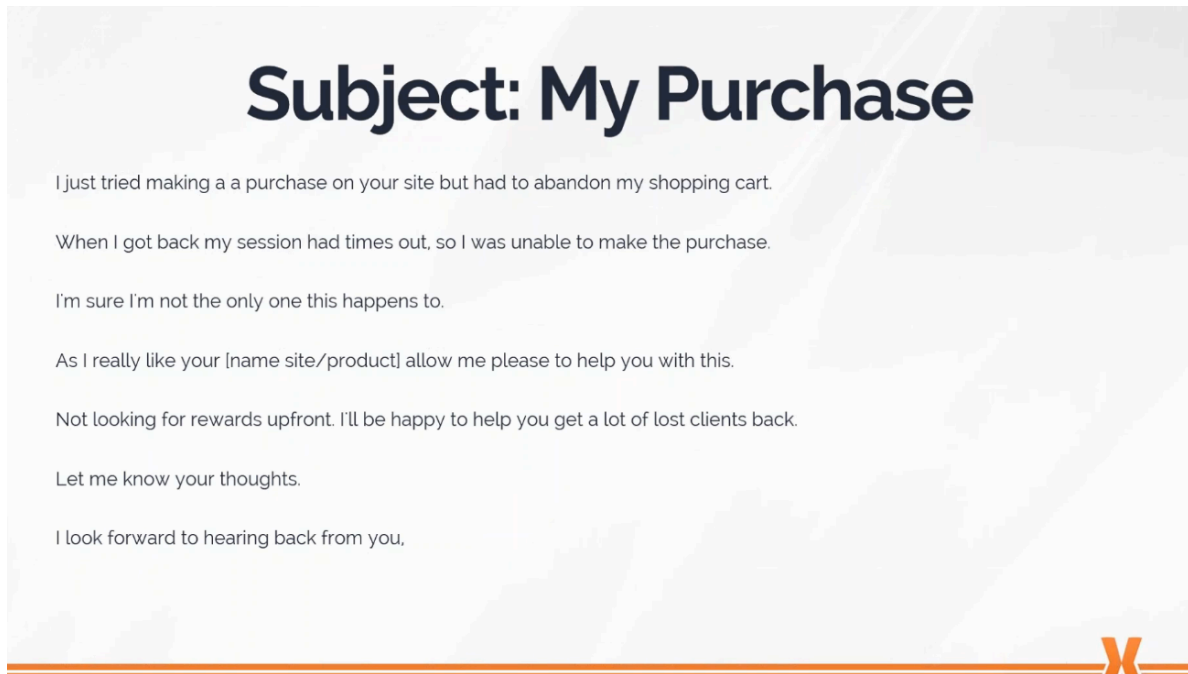 Subject: My Purchase
I just tried making a a purchase on your site but had to abandon my shopping cart.
When I got back my session had times out, so I was unable to make the purchase.
I'm sure I'm not the only one this happens to.
As I really like your [name site/product] allow me please to help you with this.
Not looking for rewards upfront. I'll be happy to help you get a lot of lost clients back.
Let me know your thoughts.
I look forward to hearing back from you,